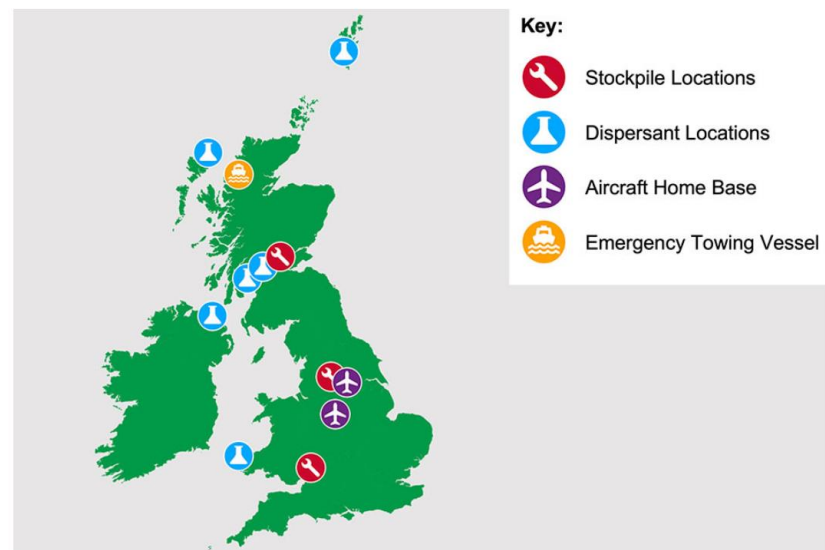 Key:
Stockpile Locations
Dispersant Locations
Aircraft Home Base
Emergency Towing Vessel